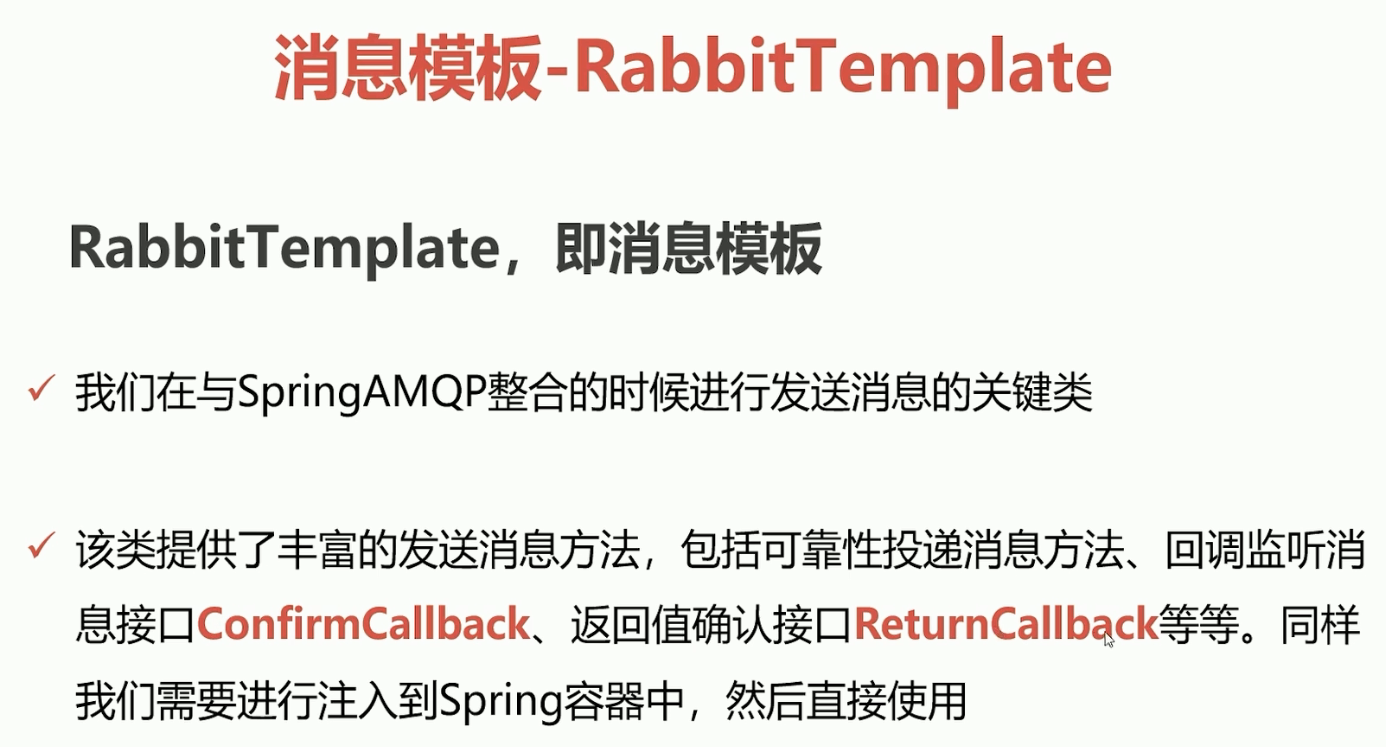 消息模板-RabbitTemplate
RabbitTemplate，即消息模板
✓ 我们在与SpringAMQP整合的时候进行发送消息的关键类
✓ 该类提供了丰富的发送消息方法，包括可靠性投递消息方法、回调监听消
息接口ConfirmCallback、返回值确认接口ReturnCallback等等。同样
我们需要进行注入到Spring容器中，然后直接使用